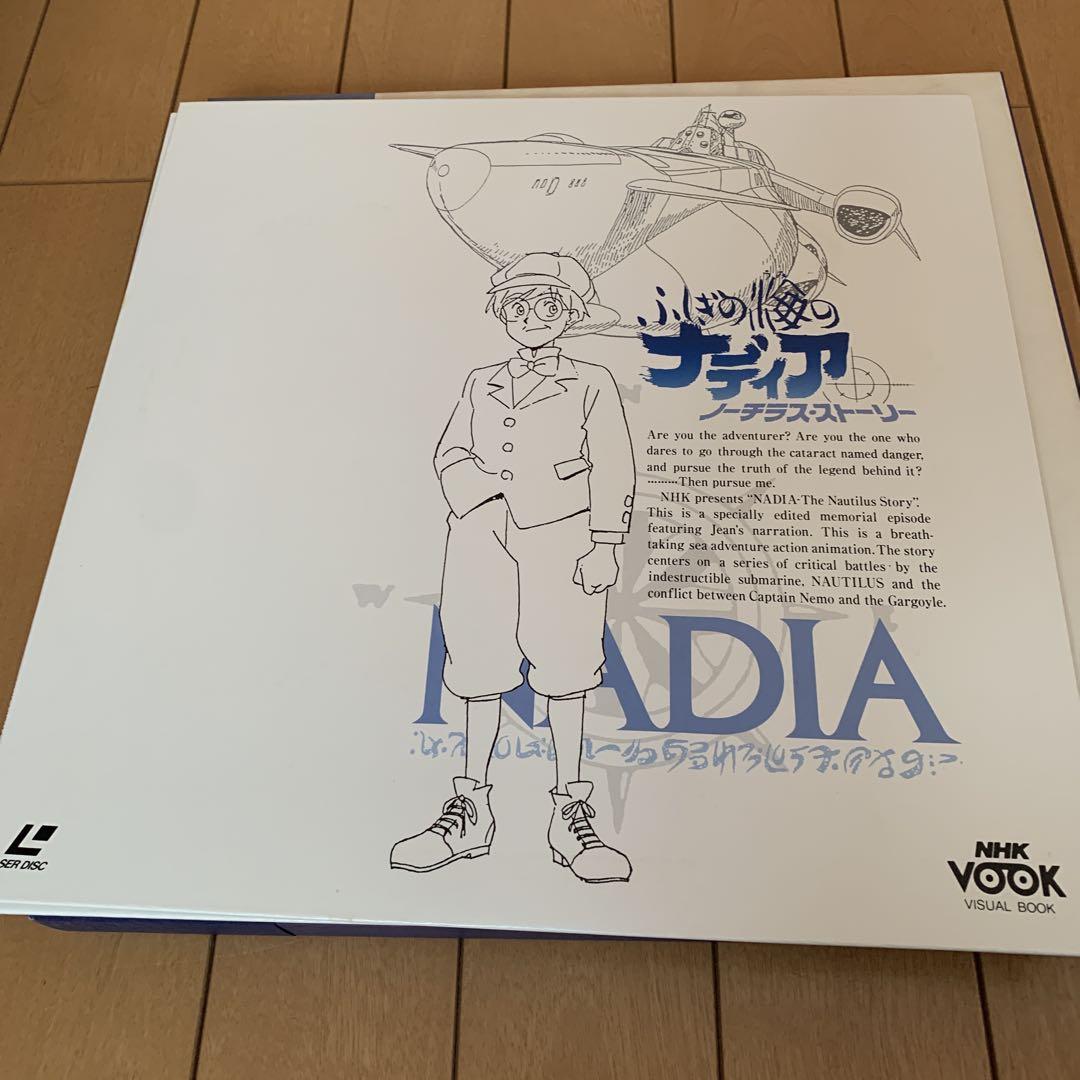 ふしぎの海の
ナディア
ノーチラス・ストーリー
Are you the adventurer? Are you the one who
dares to go through the cataract named danger,
and pursue the truth of the legend behind it?
………Then pursue me.
NHK presents “NADIA·The Nautilus Story”.
This is a specially edited memorial episode
featuring Jean's narration. This is a breath-
taking sea adventure action animation. The story
centers on a series of critical battles by the
indestructible submarine, NAUTILUS and the
conflict between Captain Nemo and the Gargoyle.
W
NADIA
SER DISC
NHK
VOOK
VISUAL BOOK